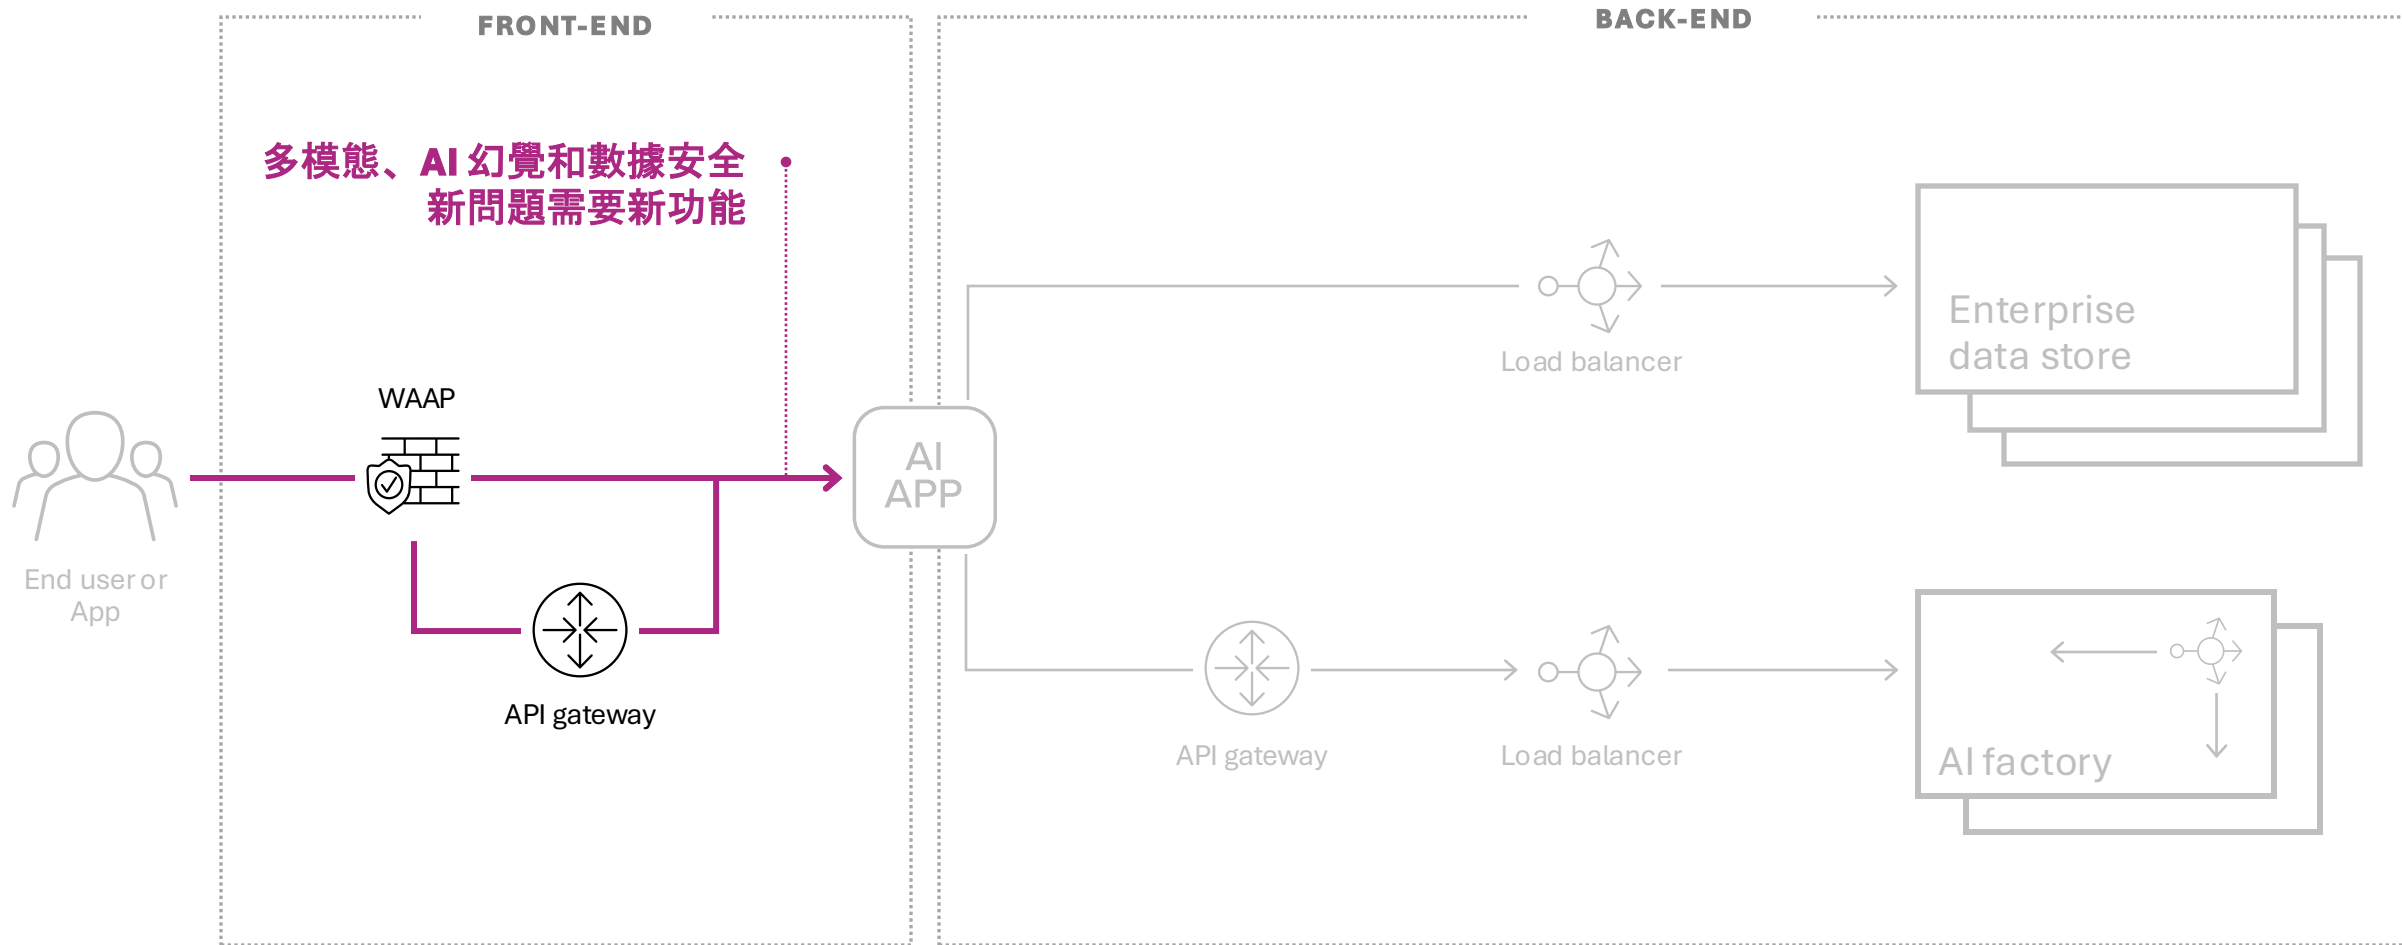 FRONT-END
BACK-END
多模態、AI 幻覺和數據安全
新問題需要新功能
WAAP
API gateway
End user or
App
AI
APP
Load balancer
Enterprise
data store
API gateway
Load balancer
AI factory